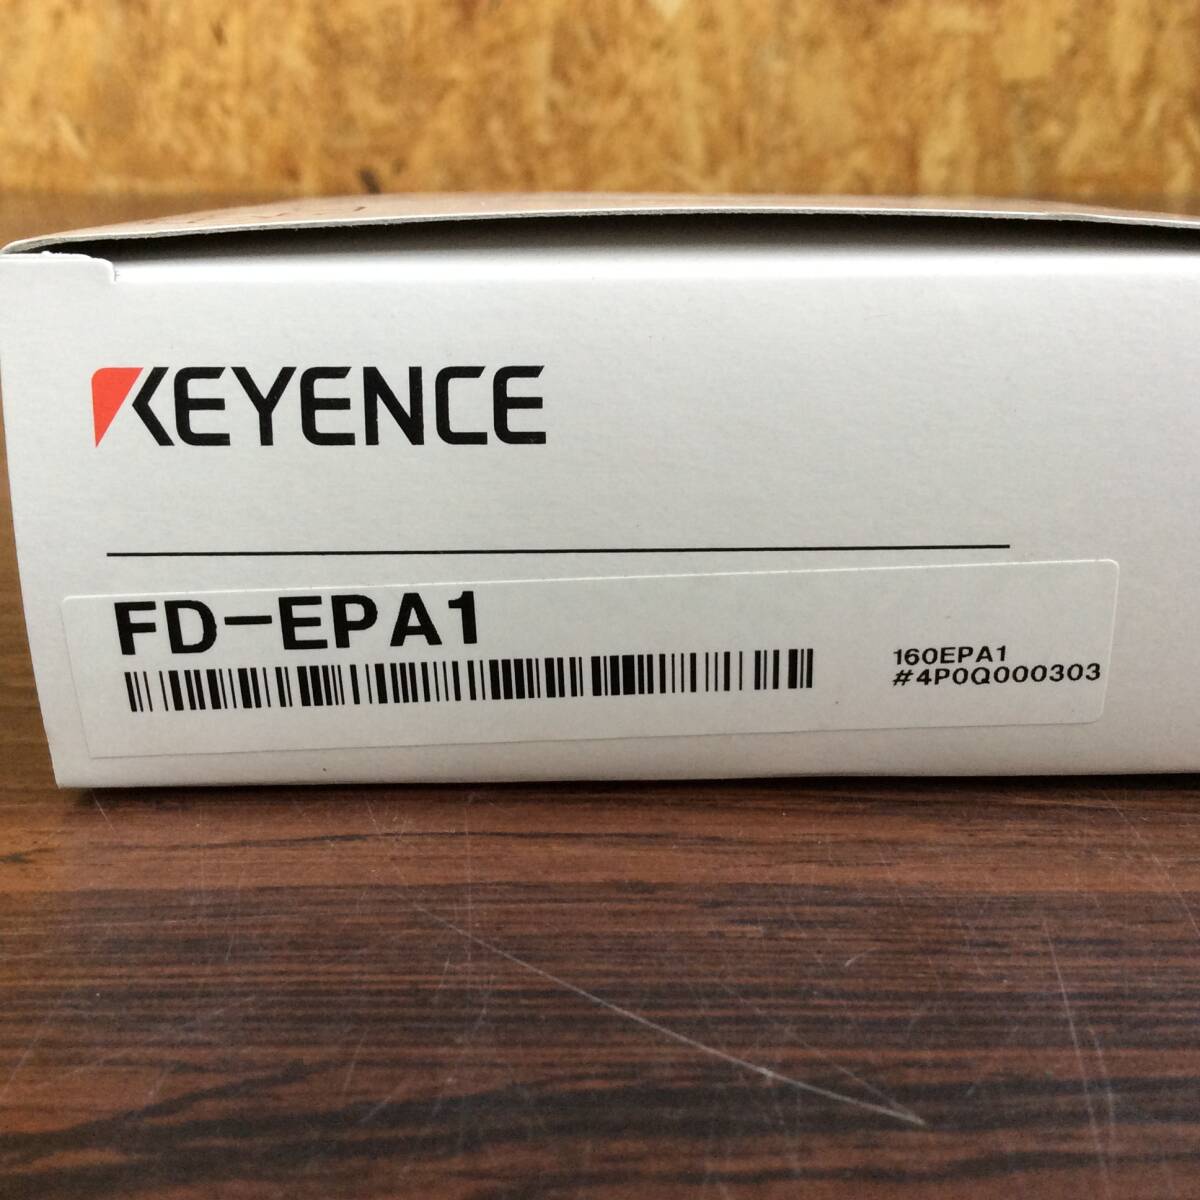 KEYENCE
FD-EPA1
160EPA1
#4P0Q000303